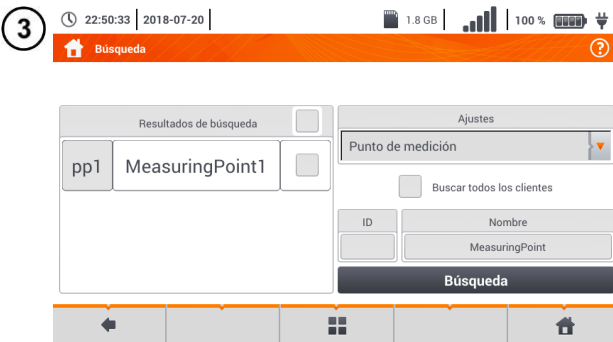 3
22:50:33 2018-07-20 1.8 GB 100 %
Búsqueda ?
Resultados de búsqueda
pp1 MeasuringPoint1
Ajustes
Punto de medición
Buscar todos los clientes
ID Nombre
MeasuringPoint
Búsqueda